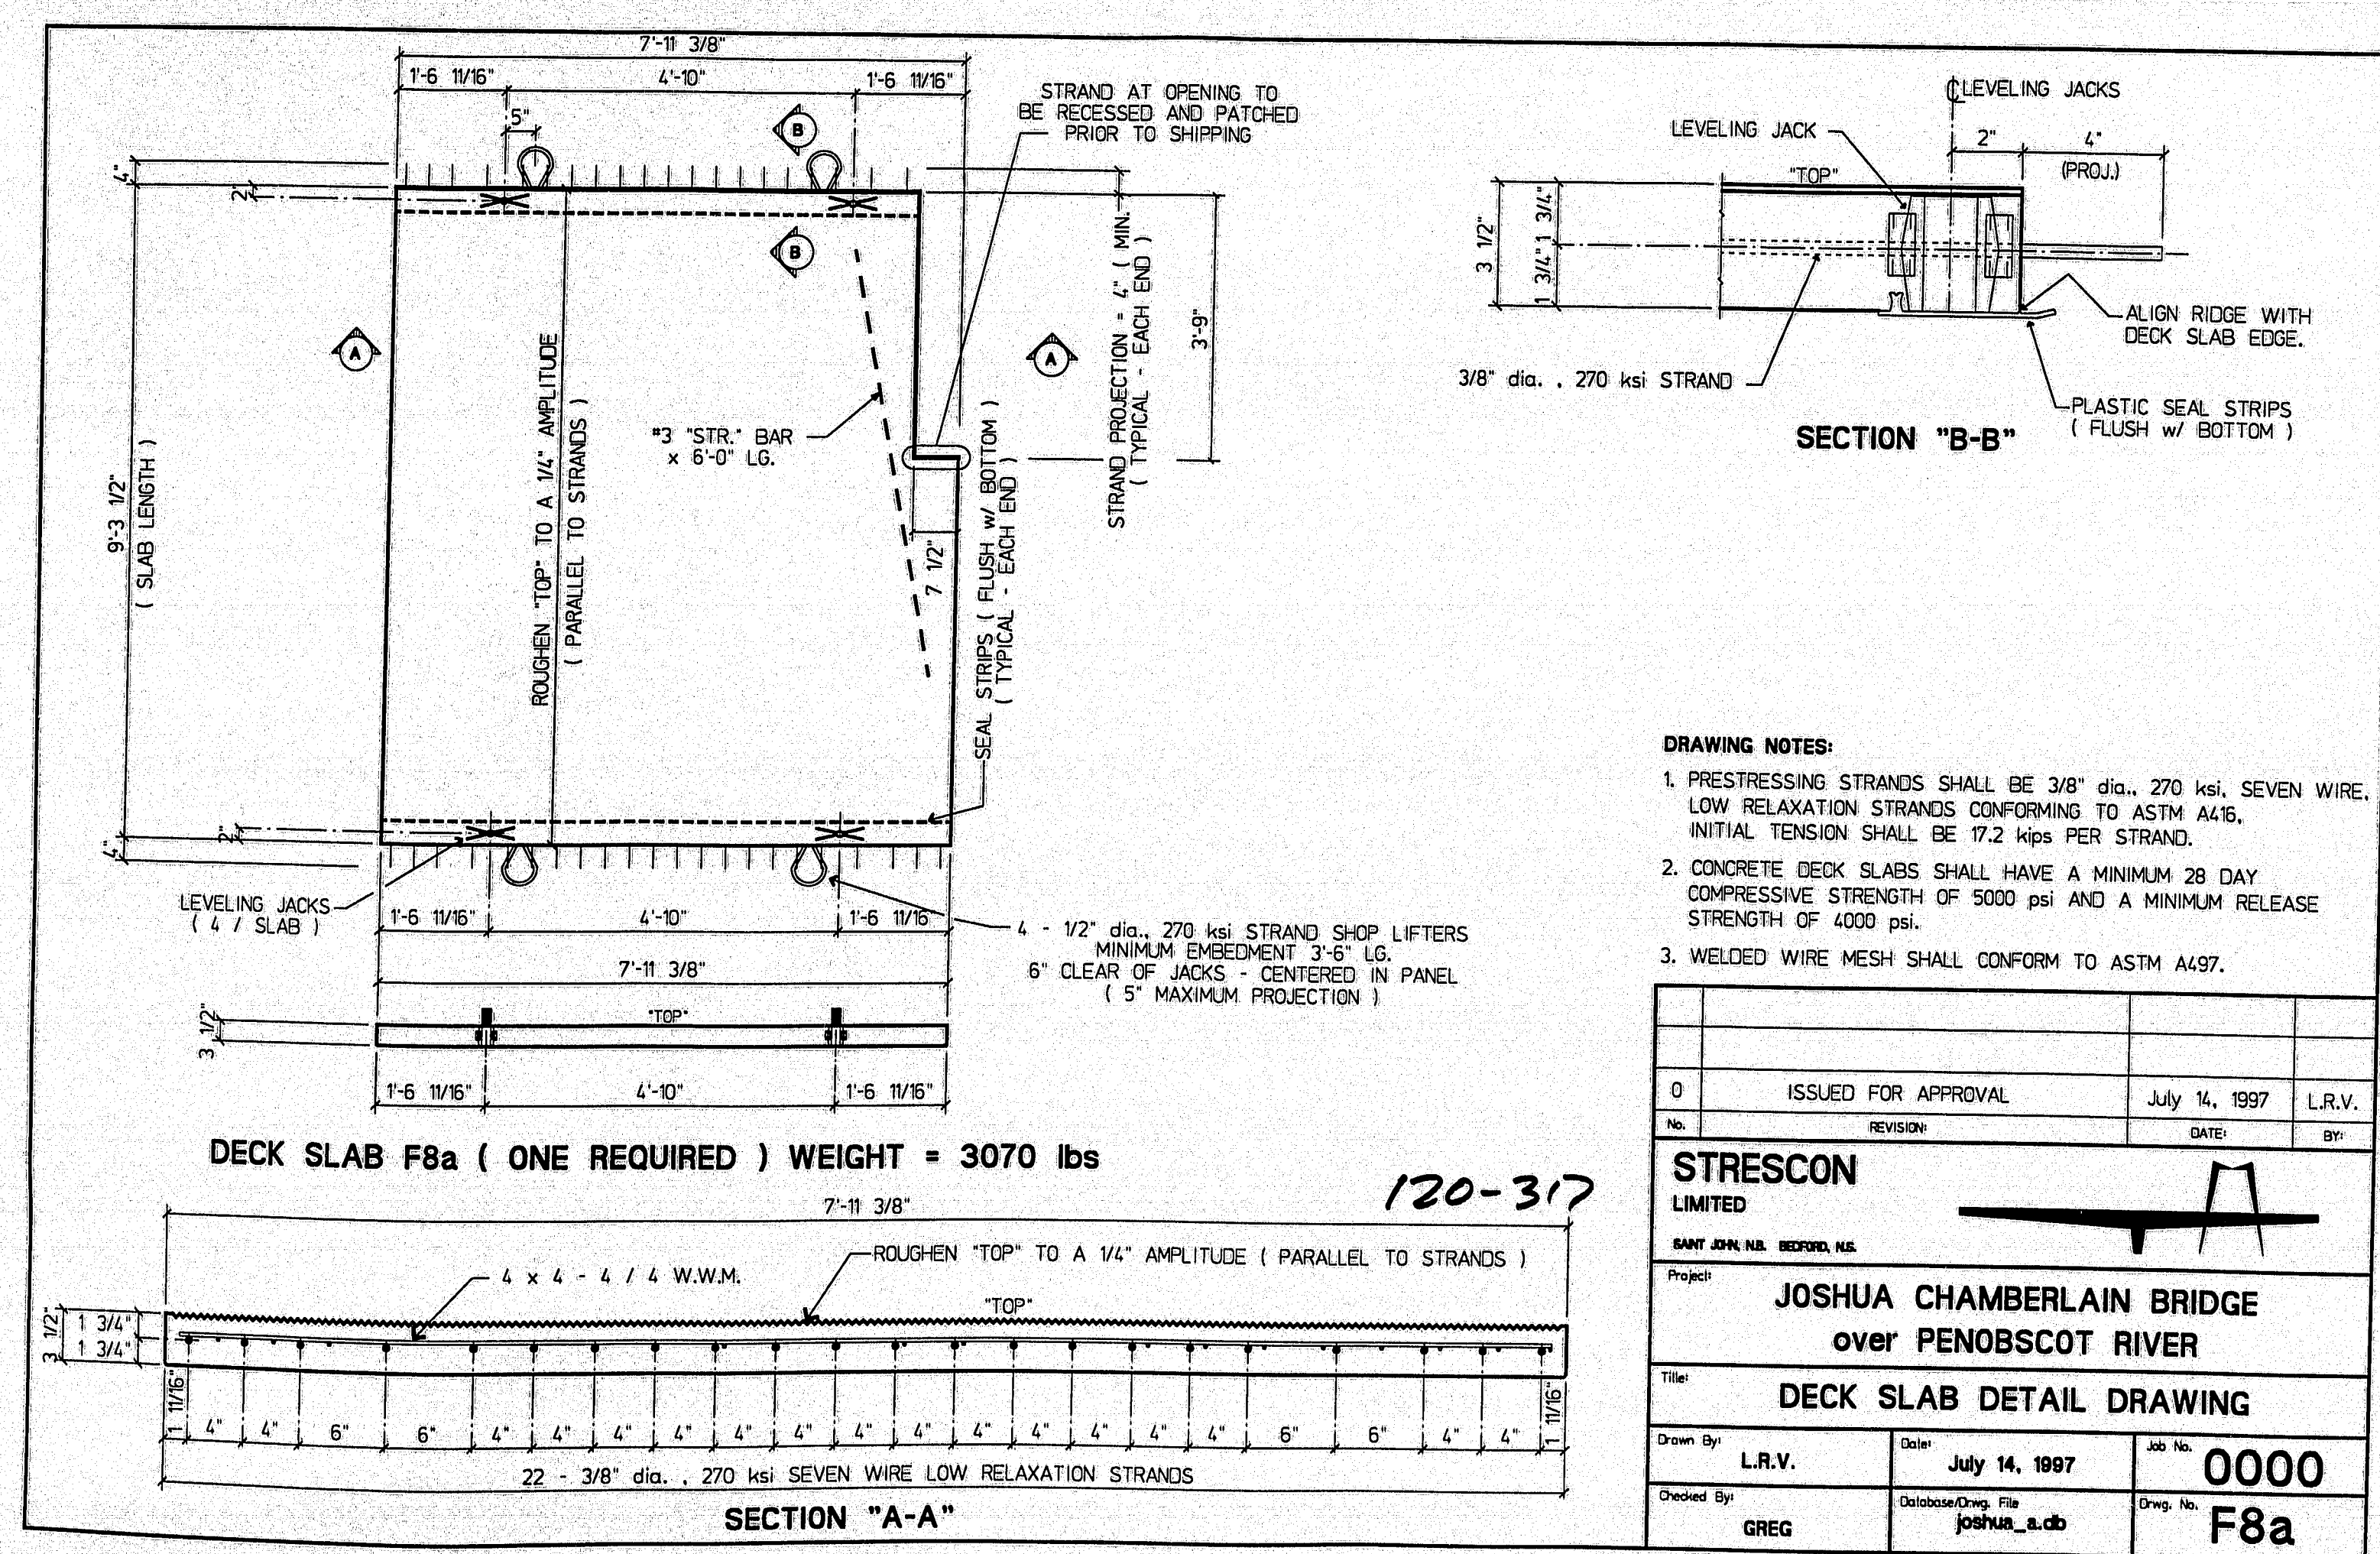 7'-11 3/8"
1'-6 11/16"
4'-10"
1'-6 11/16"
5"
B
STRAND AT OPENING TO
BE RECESSED AND PATCHED
PRIOR TO SHIPPING
4"
2"
B
A
A
9'-3 1/2"
( SLAB LENGTH )
ROUGHEN "TOP" TO A 1/4" AMPLITUDE
( PARALLEL TO STRANDS )
#3 "STR." BAR
x 6'-0" LG.
7 1/2"
STRAND PROJECTION = 4" ( MIN.
( TYPICAL - EACH END )
3'-9"
SEAL STRIPS ( FLUSH w/ BOTTOM )
( TYPICAL - EACH END )
2"
4"
LEVELING JACKS
( 4 / SLAB )
1'-6 11/16"
4'-10"
1'-6 11/16"
7'-11 3/8"
4 - 1/2" dia., 270 ksi STRAND SHOP LIFTERS
MINIMUM EMBEDMENT 3'-6" LG.
6" CLEAR OF JACKS - CENTERED IN PANEL
( 5" MAXIMUM PROJECTION )
3 1/2"
"TOP"
1'-6 11/16"
4'-10"
1'-6 11/16"
DECK SLAB F8a ( ONE REQUIRED ) WEIGHT = 3070 lbs
120-317
7'-11 3/8"
4 x 4 - 4 / 4 W.W.M.
ROUGHEN "TOP" TO A 1/4" AMPLITUDE ( PARALLEL TO STRANDS )
"TOP"
3 1/2"
1 3/4"
1 3/4"
1 11/16"
4" 4" 6" 6" 4" 4" 4" 4" 4" 4" 4" 4" 4" 4" 4" 4" 4" 6" 6" 4" 4"
1 11/16"
22 - 3/8" dia. , 270 ksi SEVEN WIRE LOW RELAXATION STRANDS
SECTION "A-A"
℄ LEVELING JACKS
LEVELING JACK
2"
4"
(PROJ.)
"TOP"
3 1/2"
1 3/4"
1 3/4"
ALIGN RIDGE WITH
DECK SLAB EDGE.
3/8" dia. , 270 ksi STRAND
PLASTIC SEAL STRIPS
( FLUSH w/ BOTTOM )
SECTION "B-B"
DRAWING NOTES:
1. PRESTRESSING STRANDS SHALL BE 3/8" dia., 270 ksi, SEVEN WIRE,
LOW RELAXATION STRANDS CONFORMING TO ASTM A416.
INITIAL TENSION SHALL BE 17.2 kips PER STRAND.
2. CONCRETE DECK SLABS SHALL HAVE A MINIMUM 28 DAY
COMPRESSIVE STRENGTH OF 5000 psi AND A MINIMUM RELEASE
STRENGTH OF 4000 psi.
3. WELDED WIRE MESH SHALL CONFORM TO ASTM A497.
0 ISSUED FOR APPROVAL July 14, 1997 L.R.V.
No. REVISION: DATE: BY:
STRESCON
LIMITED
SAINT JOHN, N.B. BEDFORD, N.S.
Project:
JOSHUA CHAMBERLAIN BRIDGE
over PENOBSCOT RIVER
Title:
DECK SLAB DETAIL DRAWING
Drawn By:
L.R.V.
Date:
July 14, 1997
Job No.
0000
Checked By:
GREG
Database/Drwg. File
joshua_a.db
Drwg. No.
F8a